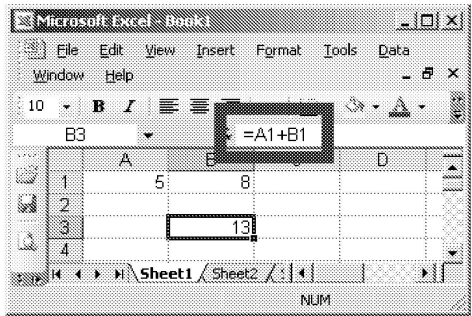 Microsoft Excel - Book1
File Edit View Insert Format Tools Data
Window Help
10 B I
B3 =A1+B1
A B C D
1 5 8
2
3 13
4
Sheet1 Sheet2
NUM